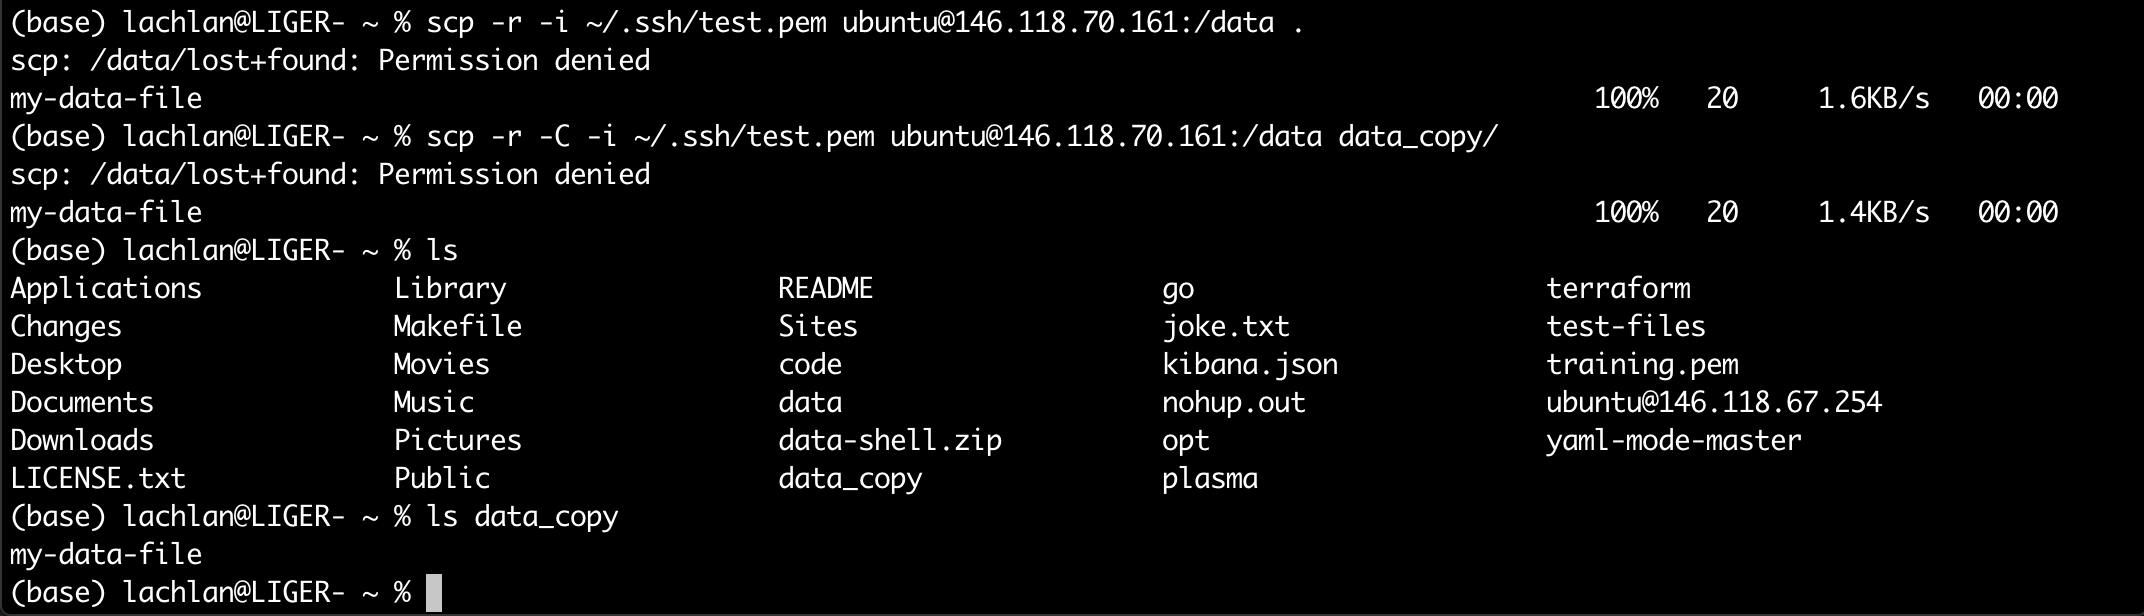 (base) lachlan@LIGER- ~ % scp -r -i ~/.ssh/test.pem ubuntu@146.118.70.161:/data .
scp: /data/lost+found: Permission denied
my-data-file 100% 20 1.6KB/s 00:00
(base) lachlan@LIGER- ~ % scp -r -C -i ~/.ssh/test.pem ubuntu@146.118.70.161:/data data_copy/
scp: /data/lost+found: Permission denied
my-data-file 100% 20 1.4KB/s 00:00
(base) lachlan@LIGER- ~ % ls
Applications Library README go terraform
Changes Makefile Sites joke.txt test-files
Desktop Movies code kibana.json training.pem
Documents Music data nohup.out ubuntu@146.118.67.254
Downloads Pictures data-shell.zip opt yaml-mode-master
LICENSE.txt Public data_copy plasma
(base) lachlan@LIGER- ~ % ls data_copy
my-data-file
(base) lachlan@LIGER- ~ %